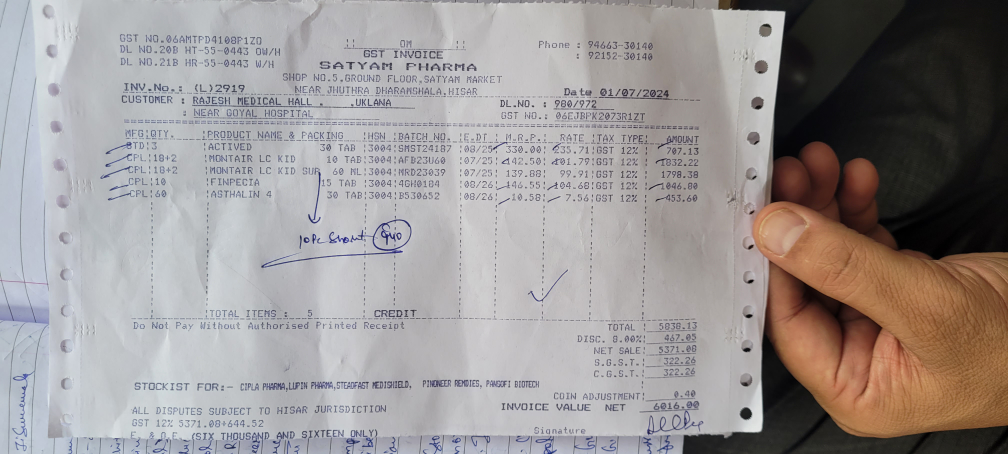 GST NO.06AMTPD4108P1ZO
DL NO.20B HT-55-0443 OW/H
DL NO.21B HR-55-0443 W/H
!! OM !!
GST INVOICE
SATYAM PHARMA
SHOP NO.5,GROUND FLOOR,SATYAM MARKET
NEAR JHUTHRA DHARAMSHALA,HISAR
Phone : 94663-30140
: 92152-30140
INV.No.: (L)2919
Date 01/07/2024
CUSTOMER : RAJESH MEDICAL HALL . .UKLANA
: NEAR GOYAL HOSPITAL
DL.NO. : 980/972
GST NO.: 06EJBPK2073R1ZT
MFG QTY. PRODUCT NAME & PACKING HSN BATCH NO. E.DT M.R.P. RATE TAX TYPE AMOUNT
STD 3 ACTIVED 30 TAB 3004 SMST24187 08/25 330.00 235.71 GST 12% 707.13
CPL 18+2 MONTAIR LC KID 10 TAB 3004 AFD23U60 07/25 142.50 101.79 GST 12% 1832.22
CPL 18+2 MONTAIR LC KID SUP 60 ML 3004 MRD23039 07/25 139.88 99.91 GST 12% 1798.38
CPL 10 FINPECIA 15 TAB 3004 4GH0184 08/26 146.55 104.68 GST 12% 1046.80
CPL 60 ASTHALIN 4 30 TAB 3004 B530652 08/26 10.58 7.56 GST 12% 453.60
10 Pc Short
TOTAL ITEMS : 5 CREDIT
Do Not Pay Without Authorised Printed Receipt
TOTAL 5838.13
DISC. 8.00% 467.05
NET SALE 5371.08
S.G.S.T. 322.26
C.G.S.T. 322.26
STOCKIST FOR:- CIPLA PHARMA,LUPIN PHARMA,STEADFAST MEDISHIELD, PINONEER REMDIES, PANSOFI BIOTECH
COIN ADJUSTMENT 0.40
INVOICE VALUE NET 6016.00
ALL DISPUTES SUBJECT TO HISAR JURISDICTION
GST 12% 5371.08+644.52
E. & O.E. (SIX THOUSAND AND SIXTEEN ONLY)
Signature